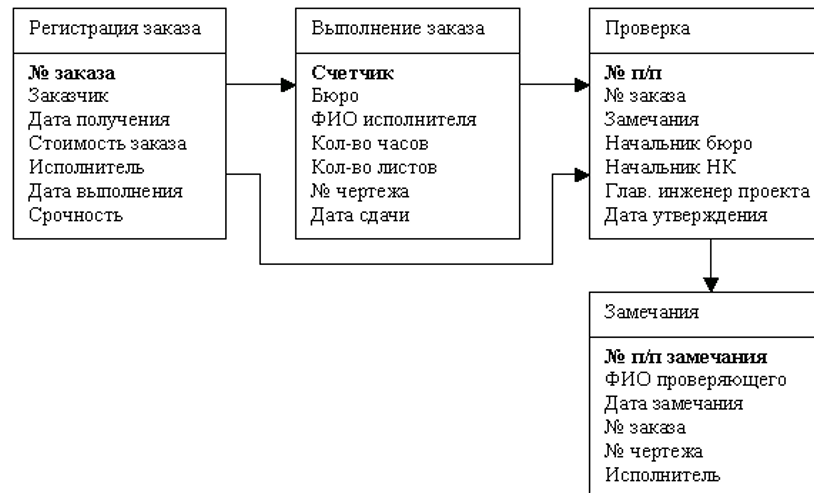 Регистрация заказа
№ заказа
Заказчик
Дата получения
Стоимость заказа
Исполнитель
Дата выполнения
Срочность
Выполнение заказа
Счетчик
Бюро
ФИО исполнителя
Кол-во часов
Кол-во листов
№ чертежа
Дата сдачи
Проверка
№ п/п
№ заказа
Замечания
Начальник бюро
Начальник НК
Глав. инженер проекта
Дата утверждения
Замечания
№ п/п замечания
ФИО проверяющего
Дата замечания
№ заказа
№ чертежа
Исполнитель